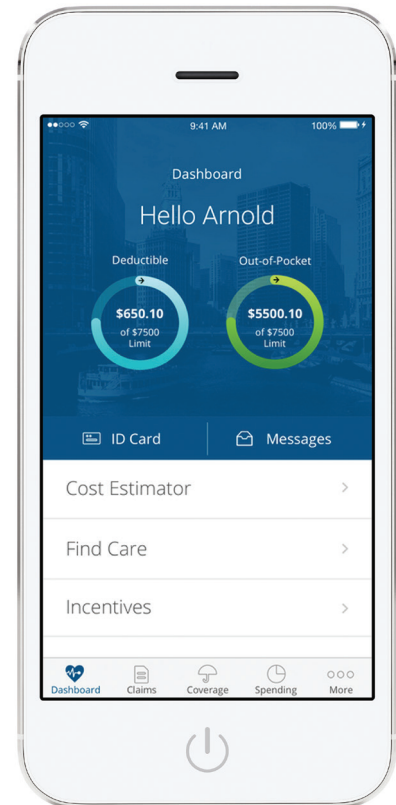 9:41 AM
100%
Dashboard
Hello Arnold
Deductible
Out-of-Pocket
$650.10
of $7500
Limit
$5500.10
of $7500
Limit
ID Card
Messages
Cost Estimator
Find Care
Incentives
Dashboard
Claims
Coverage
Spending
More